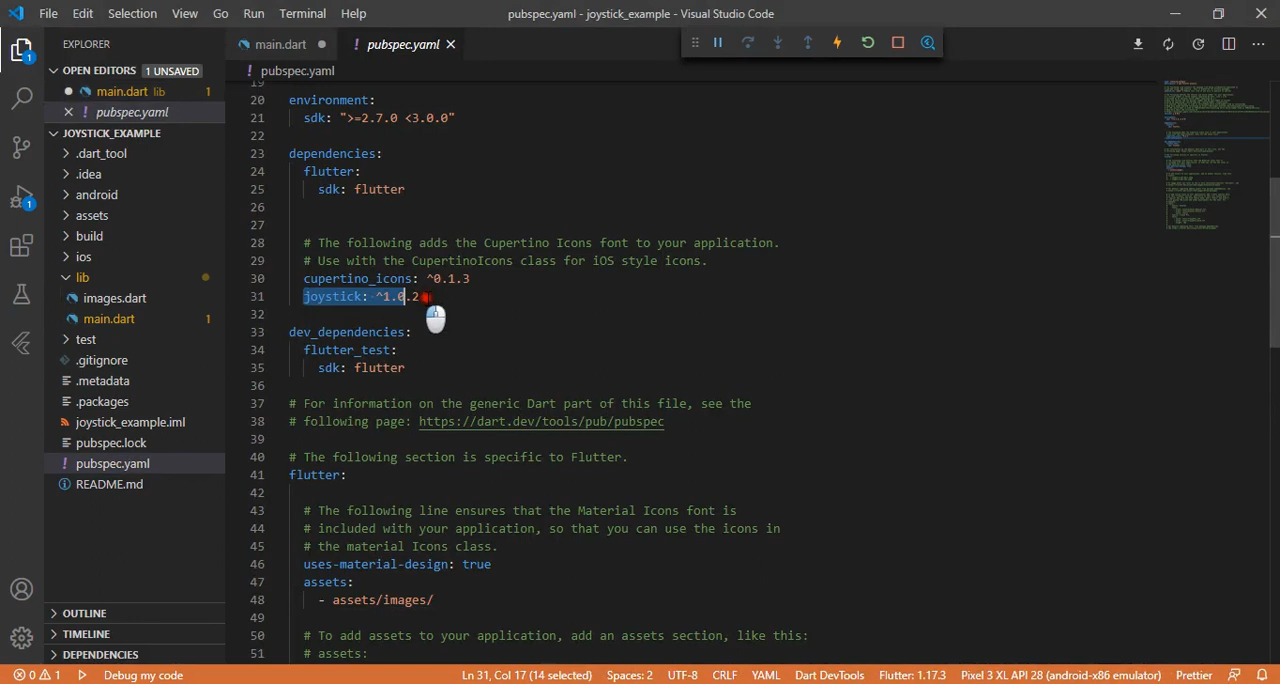 File Edit Selection View Go Run Terminal Help
pubspec.yaml - joystick_example - Visual Studio Code
EXPLORER
main.dart
! pubspec.yaml
OPEN EDITORS 1 UNSAVED
main.dart lib 1
! pubspec.yaml
JOYSTICK_EXAMPLE
.dart_tool
.idea
android
assets
build
ios
lib
images.dart
main.dart 1
test
.gitignore
.metadata
.packages
joystick_example.iml
pubspec.lock
! pubspec.yaml
README.md
OUTLINE
TIMELINE
DEPENDENCIES
1
1
! pubspec.yaml
19
20 environment:
21 sdk: ">=2.7.0 <3.0.0"
22
23 dependencies:
24 flutter:
25 sdk: flutter
26
27
28 # The following adds the Cupertino Icons font to your application.
29 # Use with the CupertinoIcons class for iOS style icons.
30 cupertino_icons: ^0.1.3
31 joystick: ^1.0.2
32
33 dev_dependencies:
34 flutter_test:
35 sdk: flutter
36
37 # For information on the generic Dart part of this file, see the
38 # following page: https://dart.dev/tools/pub/pubspec
39
40 # The following section is specific to Flutter.
41 flutter:
42
43 # The following line ensures that the Material Icons font is
44 # included with your application, so that you can use the icons in
45 # the material Icons class.
46 uses-material-design: true
47 assets:
48 - assets/images/
49
50 # To add assets to your application, add an assets section, like this:
51 # assets:
0 1 Debug my code Ln 31, Col 17 (14 selected) Spaces: 2 UTF-8 CRLF YAML Dart DevTools Flutter: 1.17.3 Pixel 3 XL API 28 (android-x86 emulator) Prettier